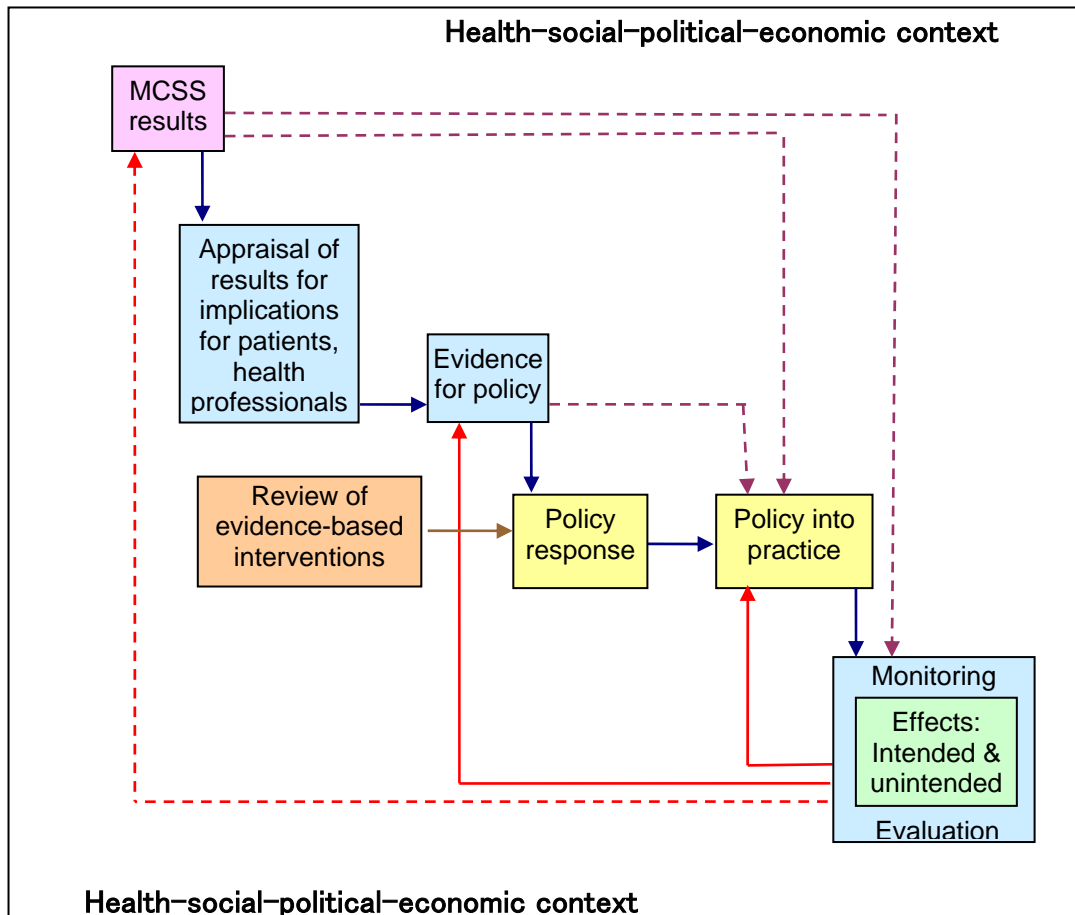 Health-social-political-economic context
MCSS
results
Appraisal of
results for
implications
for patients,
health
professionals
Evidence
for policy
Review of
evidence-based
interventions
Policy
response
Policy into
practice
Monitoring
Effects:
Intended &
unintended
Evaluation
Health-social-political-economic context